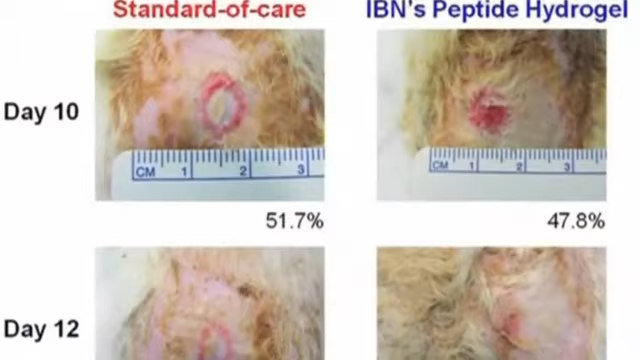 Standard-of-care
IBN's Peptide Hydrogel
Day 10
CM 1 2 3
CM 1 2 3
51.7%
47.8%
Day 12